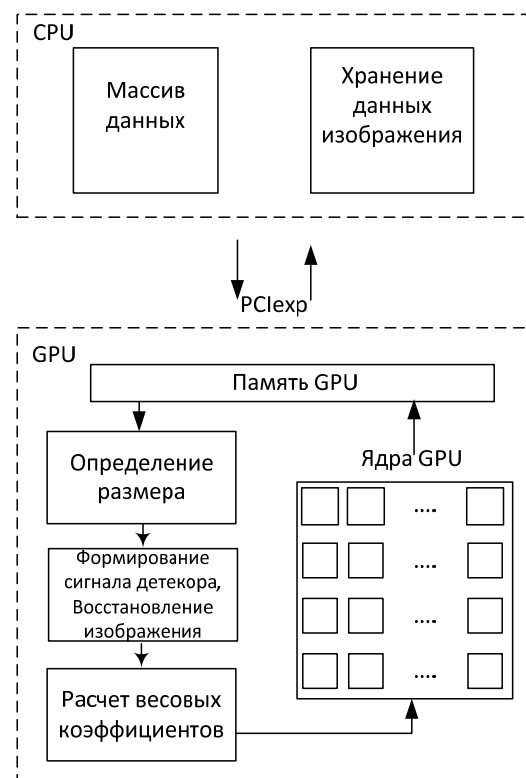 CPU
Массив
данных
Хранение
данных
изображения
PCIexp
GPU
Память GPU
Определение
размера
Ядра GPU
Формирование
сигнала детекора,
Восстановление
изображения
Расчет весовых
коэффициентов
....
....
....
....